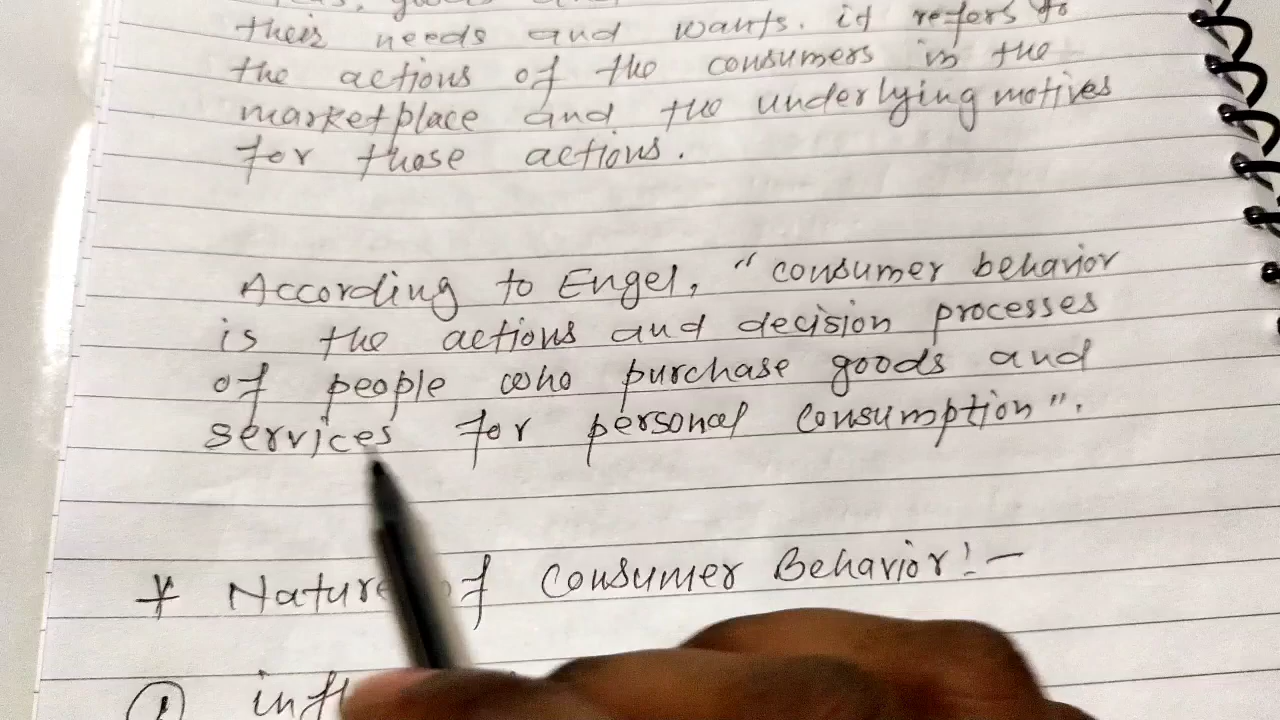 goods
their needs and wants. it refers to
the actions of the consumers in the
marketplace and the underlying motives
for those actions.
According to Engel, "consumer behavior
is the actions and decision processes
of people who purchase goods and
services for personal consumption".
* Nature of Consumer Behavior:-
①